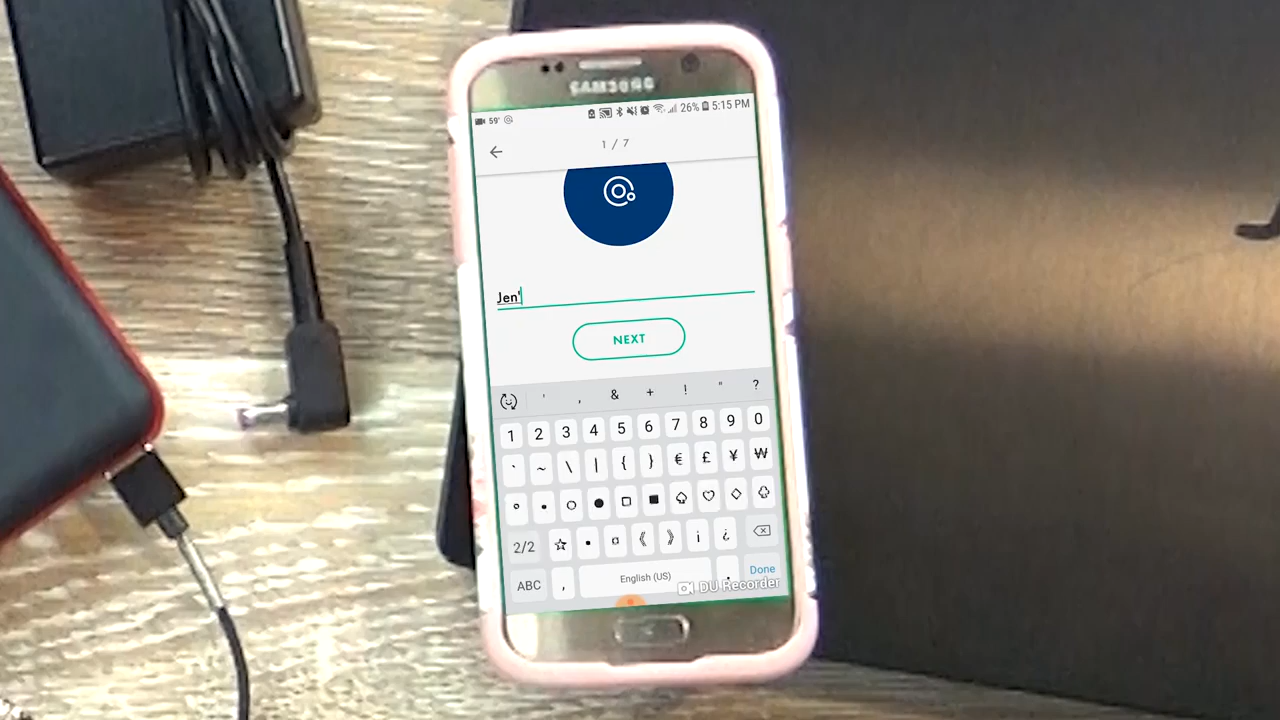 SAMSUNG
59' 26% 5:15 PM
1 / 7
Jen'
NEXT
' , & + ! " ?
1 2 3 4 5 6 7 8 9 0
` ~ \ | { } € £ ¥ ₩
° • ○ ● □ ■ ♤ ♡ ◇ ♧
2/2 ☆ ▪ ¤ 《 》 ¡ ¿
ABC , English (US) . Done
DU Recorder